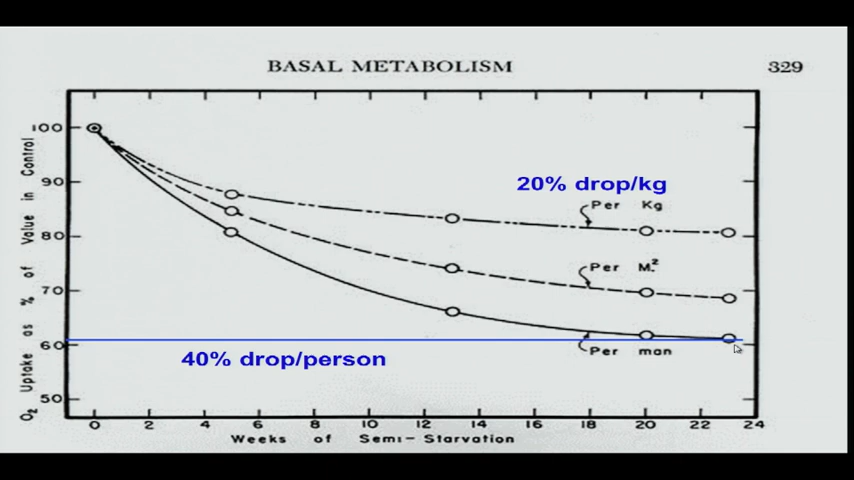 BASAL METABOLISM 329
O₂ Uptake as % of Value in Control
100
90
80
70
60
50
20% drop/kg
Per Kg
Per M.²
40% drop/person
Per man
0 2 4 6 8 10 12 14 16 18 20 22 24
Weeks of Semi-Starvation